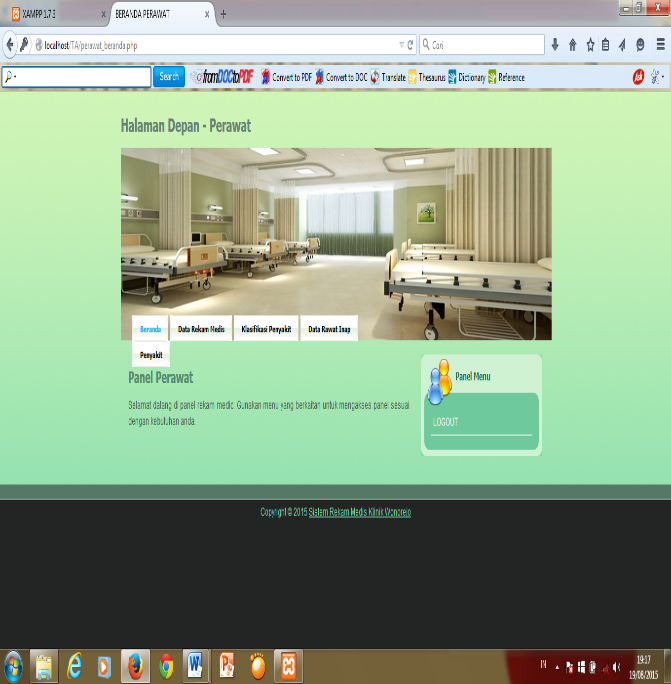 XAMPP 1.7.3
BERANDA PERAWAT
localhost/TA/perawat_beranda.php
Cari
Search
fromDOCtoPDF
Convert to PDF
Convert to DOC
Translate
Thesaurus
Dictionary
Reference
Ask
Halaman Depan - Perawat
Beranda
Data Rekam Medis
Klasifikasi Penyakit
Data Rawat Inap
Penyakit
Panel Perawat
Selamat datang di panel rekam medic. Gunakan menu yang berkaitan untuk mengakses panel sesuai
dengan kebutuhan anda.
Panel Menu
LOGOUT
Copyright © 2015 Sistem Rekam Medis Klinik Wonorejo
IN
19:17
19/08/2015